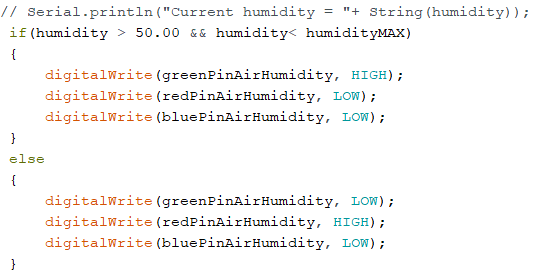 // Serial.println("Current humidity = "+ String(humidity));
if(humidity > 50.00 && humidity< humidityMAX)
{
digitalWrite(greenPinAirHumidity, HIGH);
digitalWrite(redPinAirHumidity, LOW);
digitalWrite(bluePinAirHumidity, LOW);
}
else
{
digitalWrite(greenPinAirHumidity, LOW);
digitalWrite(redPinAirHumidity, HIGH);
digitalWrite(bluePinAirHumidity, LOW);
}